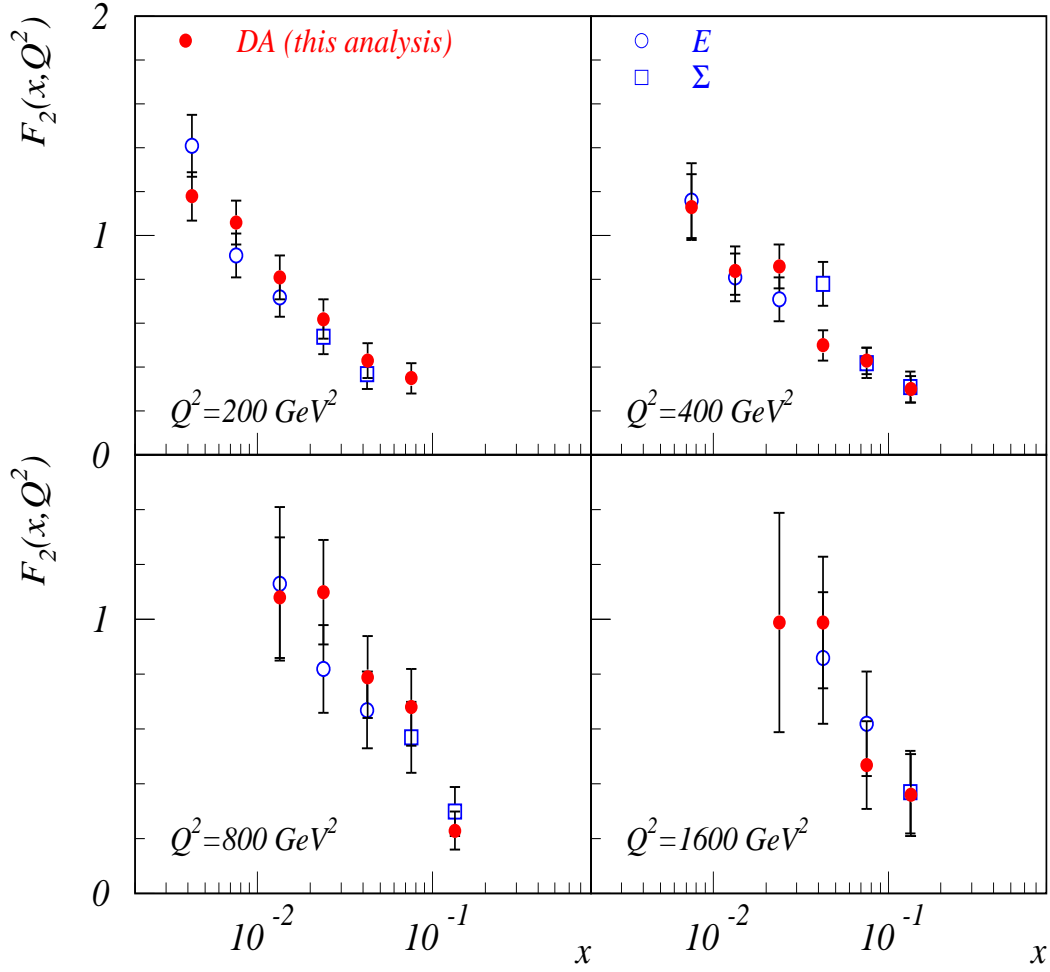 2
DA (this analysis)
E
Σ
F₂(x,Q²)
1
Q²=200 GeV²
Q²=400 GeV²
0
F₂(x,Q²)
1
Q²=800 GeV²
Q²=1600 GeV²
0
10⁻² 10⁻¹ x 10⁻² 10⁻¹ x